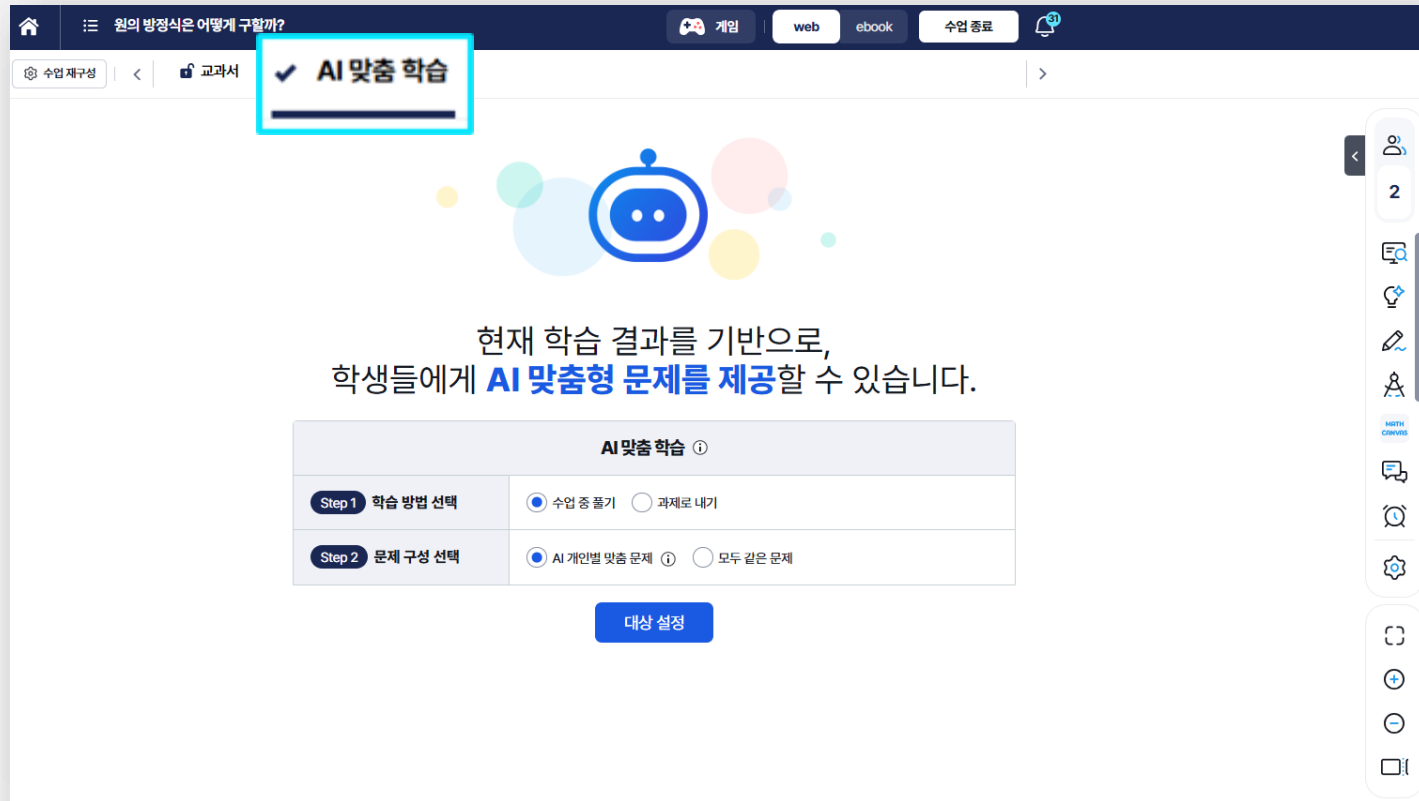 원의 방정식은 어떻게 구할까?
게임
web
ebook
수업 종료
31
수업 재구성
교과서
AI 맞춤 학습
2
MATH
CANVAS
현재 학습 결과를 기반으로,
학생들에게 AI 맞춤형 문제를 제공할 수 있습니다.
AI 맞춤 학습
Step 1 학습 방법 선택
수업 중 풀기
과제로 내기
Step 2 문제 구성 선택
AI 개인별 맞춤 문제
모두 같은 문제
대상 설정